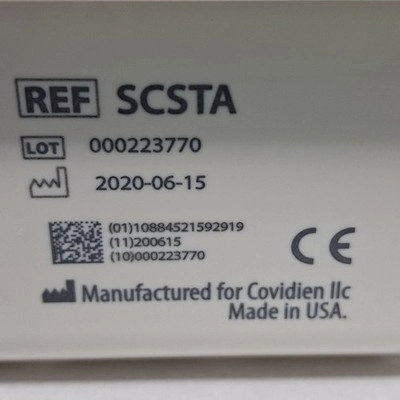 REF SCSTA
LOT 000223770
2020-06-15
(01)10884521592919
(11)200615
(10)000223770
CE
Manufactured for Covidien llc
Made in USA.